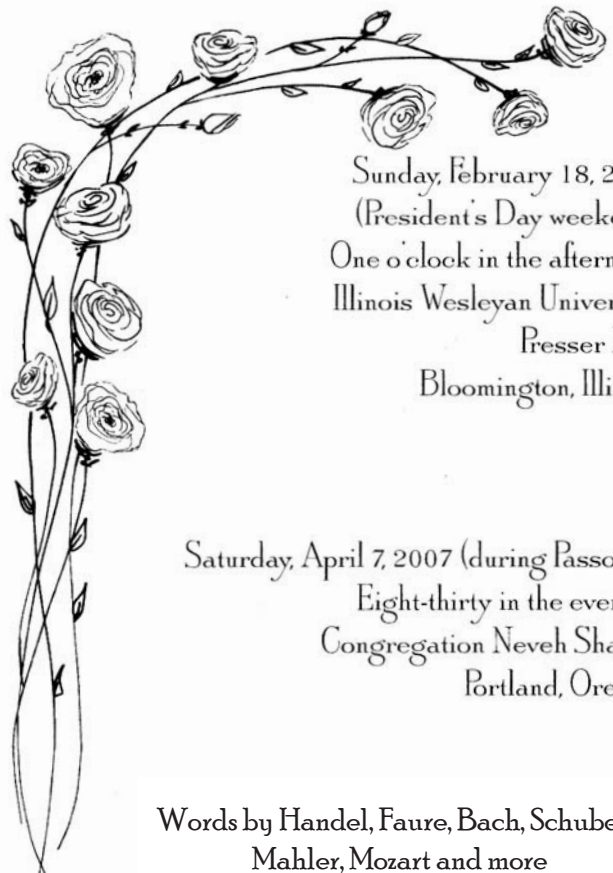 Sunday, February 18, 2
(President's Day weeke
One o'clock in the aftern
Illinois Wesleyan Univer
Presser
Bloomington, Illi
Saturday, April 7, 2007 (during Passo
Eight-thirty in the ever
Congregation Neveh Sha
Portland, Ore
Words by Handel, Faure, Bach, Schube
Mahler, Mozart and more